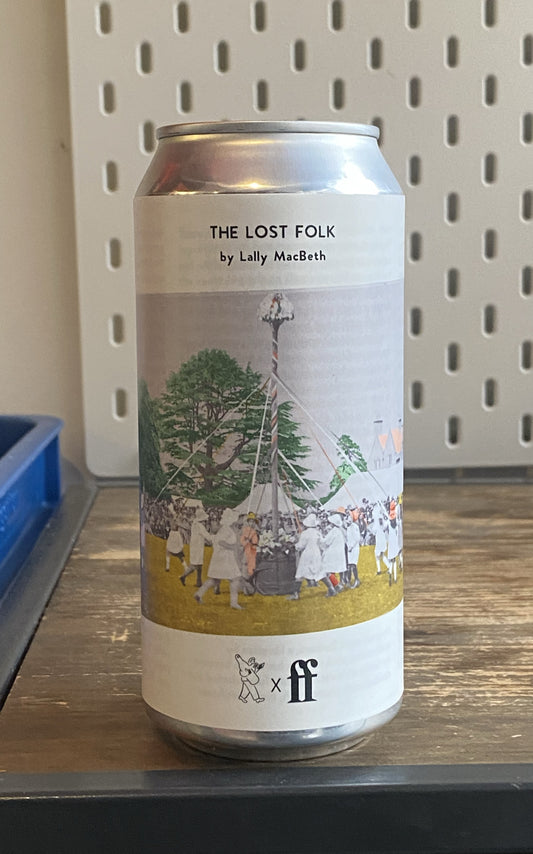 THE LOST FOLK
by Lally MacBeth
X ff